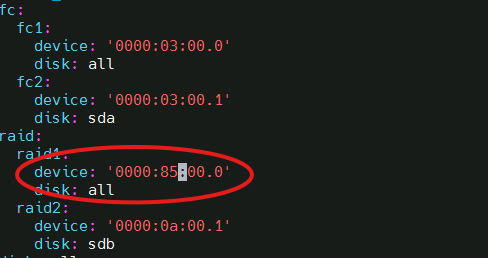 fc:
  fc1:
    device: '0000:03:00.0'
    disk: all
  fc2:
    device: '0000:03:00.1'
    disk: sda
raid:
  raid1:
    device: '0000:85:00.0'
    disk: all
  raid2:
    device: '0000:0a:00.1'
    disk: sdb